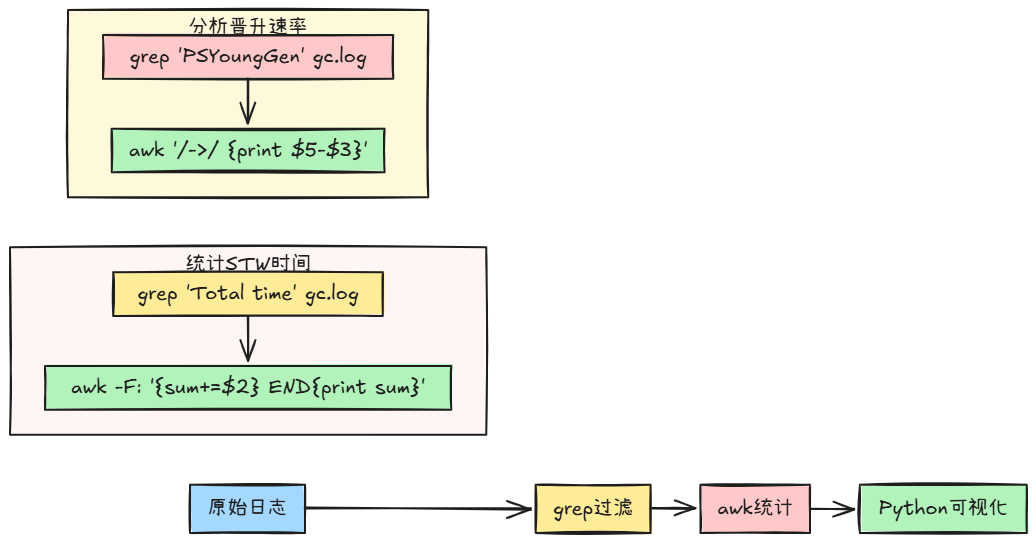 分析晋升速率
grep 'PSYoungGen' gc.log
awk '/->/ {print $5-$3}'
统计STW时间
grep 'Total time' gc.log
awk -F: '{sum+=$2} END{print sum}'
原始日志
grep过滤
awk统计
Python可视化